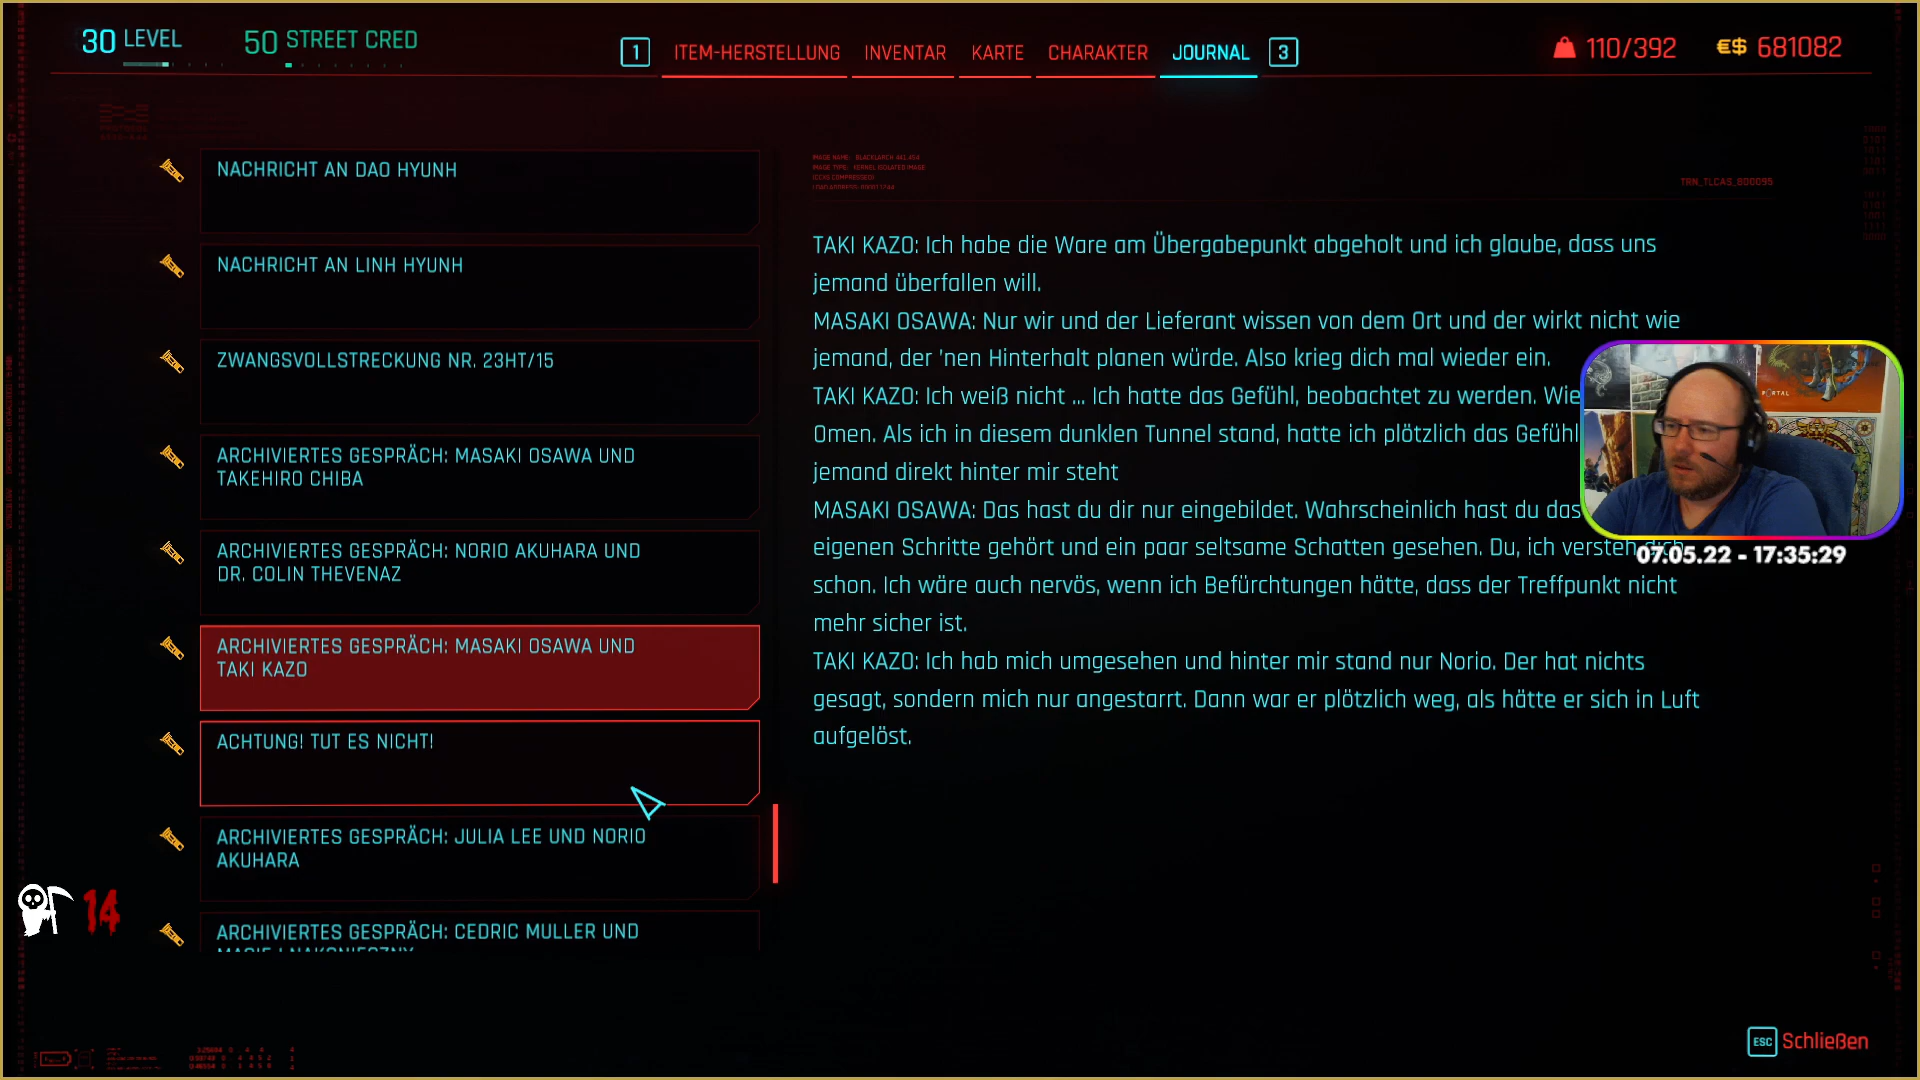 30 LEVEL
50 STREET CRED
1 ITEM-HERSTELLUNG INVENTAR KARTE CHARAKTER JOURNAL 3
110/392
€$ 681082
NACHRICHT AN DAO HYUNH
NACHRICHT AN LINH HYUNH
ZWANGSVOLLSTRECKUNG NR. 23HT/15
ARCHIVIERTES GESPRÄCH: MASAKI OSAWA UND
TAKEHIRO CHIBA
ARCHIVIERTES GESPRÄCH: NORIO AKUHARA UND
DR. COLIN THEVENAZ
ARCHIVIERTES GESPRÄCH: MASAKI OSAWA UND
TAKI KAZO
ACHTUNG! TUT ES NICHT!
ARCHIVIERTES GESPRÄCH: JULIA LEE UND NORIO
AKUHARA
ARCHIVIERTES GESPRÄCH: CEDRIC MULLER UND
14
TRN_TLCAS_800095
TAKI KAZO: Ich habe die Ware am Übergabepunkt abgeholt und ich glaube, dass uns
jemand überfallen will.
MASAKI OSAWA: Nur wir und der Lieferant wissen von dem Ort und der wirkt nicht wie
jemand, der 'nen Hinterhalt planen würde. Also krieg dich mal wieder ein.
TAKI KAZO: Ich weiß nicht ... Ich hatte das Gefühl, beobachtet zu werden. Wie
Omen. Als ich in diesem dunklen Tunnel stand, hatte ich plötzlich das Gefühl
jemand direkt hinter mir steht
MASAKI OSAWA: Das hast du dir nur eingebildet. Wahrscheinlich hast du das
eigenen Schritte gehört und ein paar seltsame Schatten gesehen. Du, ich versteh dich
schon. Ich wäre auch nervös, wenn ich Befürchtungen hätte, dass der Treffpunkt nicht
mehr sicher ist.
TAKI KAZO: Ich hab mich umgesehen und hinter mir stand nur Norio. Der hat nichts
gesagt, sondern mich nur angestarrt. Dann war er plötzlich weg, als hätte er sich in Luft
aufgelöst.
PORTAL
07.05.22 - 17:35:29
ESC Schließen